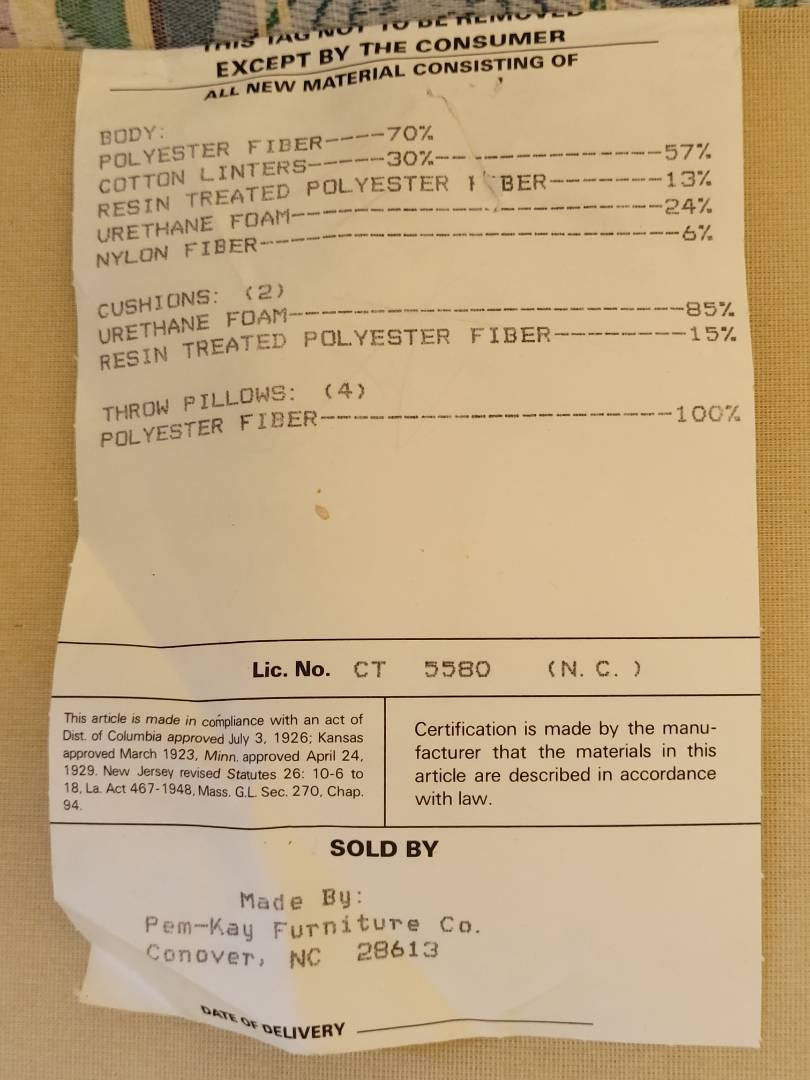 THIS TAG NOT TO BE REMOVED
EXCEPT BY THE CONSUMER
ALL NEW MATERIAL CONSISTING OF
BODY:
POLYESTER FIBER----70%
COTTON LINTERS-----30%-----------------57%
RESIN TREATED POLYESTER FIBER--------13%
URETHANE FOAM--------------------------24%
NYLON FIBER------------------------------6%
CUSHIONS: (2)
URETHANE FOAM---------------------------85%
RESIN TREATED POLYESTER FIBER---------15%
THROW PILLOWS: (4)
POLYESTER FIBER------------------------100%
Lic. No. CT 5580 (N. C. )
This article is made in compliance with an act of
Dist. of Columbia approved July 3, 1926; Kansas
approved March 1923, Minn. approved April 24,
1929. New Jersey revised Statutes 26: 10-6 to
18, La. Act 467-1948, Mass. G.L. Sec. 270, Chap.
94.
Certification is made by the manu-
facturer that the materials in this
article are described in accordance
with law.
SOLD BY
Made By:
Pem-Kay Furniture Co.
Conover, NC 28613
DATE OF DELIVERY